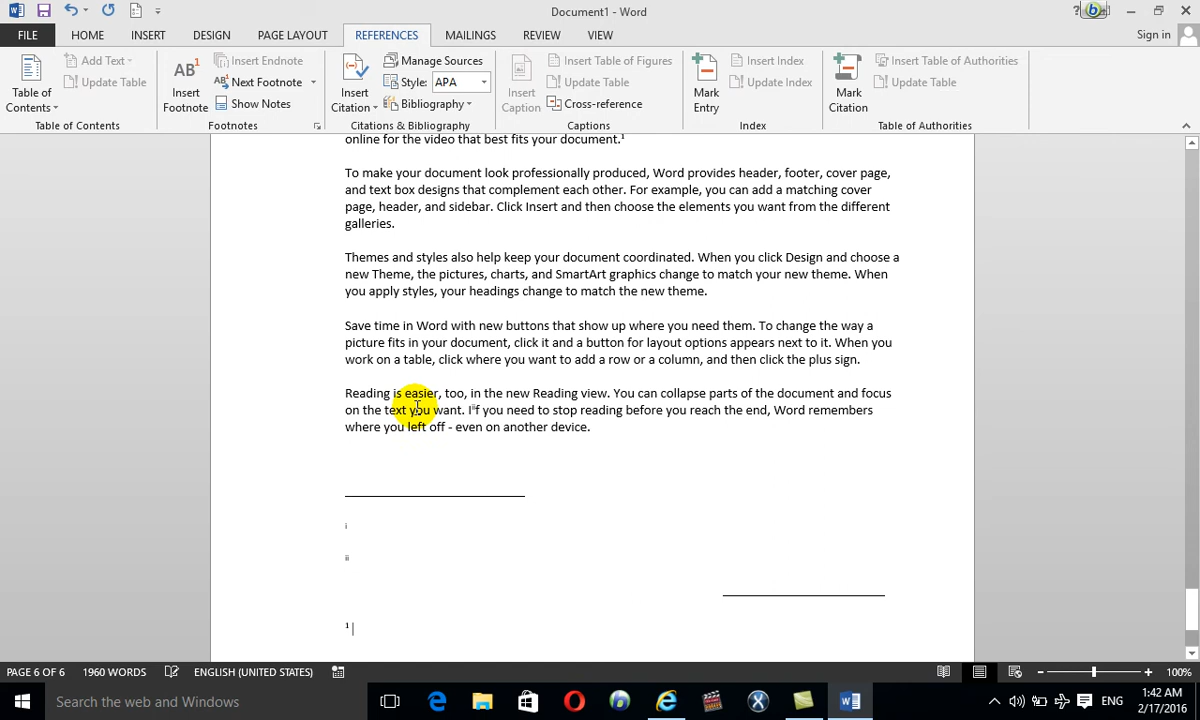 Document1 - Word
?
FILE
HOME
INSERT
DESIGN
PAGE LAYOUT
REFERENCES
MAILINGS
REVIEW
VIEW
Sign in
Table of
Contents
Add Text
Update Table
Table of Contents
AB¹
Insert
Footnote
Insert Endnote
AB¹ Next Footnote
Show Notes
Footnotes
Insert
Citation
Manage Sources
Style: APA
Bibliography
Citations & Bibliography
Insert
Caption
Insert Table of Figures
Update Table
Cross-reference
Captions
Mark
Entry
Insert Index
Update Index
Index
Mark
Citation
Insert Table of Authorities
Update Table
Table of Authorities
online for the video that best fits your document.¹
To make your document look professionally produced, Word provides header, footer, cover page,
and text box designs that complement each other. For example, you can add a matching cover
page, header, and sidebar. Click Insert and then choose the elements you want from the different
galleries.
Themes and styles also help keep your document coordinated. When you click Design and choose a
new Theme, the pictures, charts, and SmartArt graphics change to match your new theme. When
you apply styles, your headings change to match the new theme.
Save time in Word with new buttons that show up where you need them. To change the way a
picture fits in your document, click it and a button for layout options appears next to it. When you
work on a table, click where you want to add a row or a column, and then click the plus sign.
Reading is easier, too, in the new Reading view. You can collapse parts of the document and focus
on the text you want. Iⁱⁱf you need to stop reading before you reach the end, Word remembers
where you left off - even on another device.
i
ii
1
PAGE 6 OF 6
1960 WORDS
ENGLISH (UNITED STATES)
100%
Search the web and Windows
ENG
1:42 AM
2/17/2016